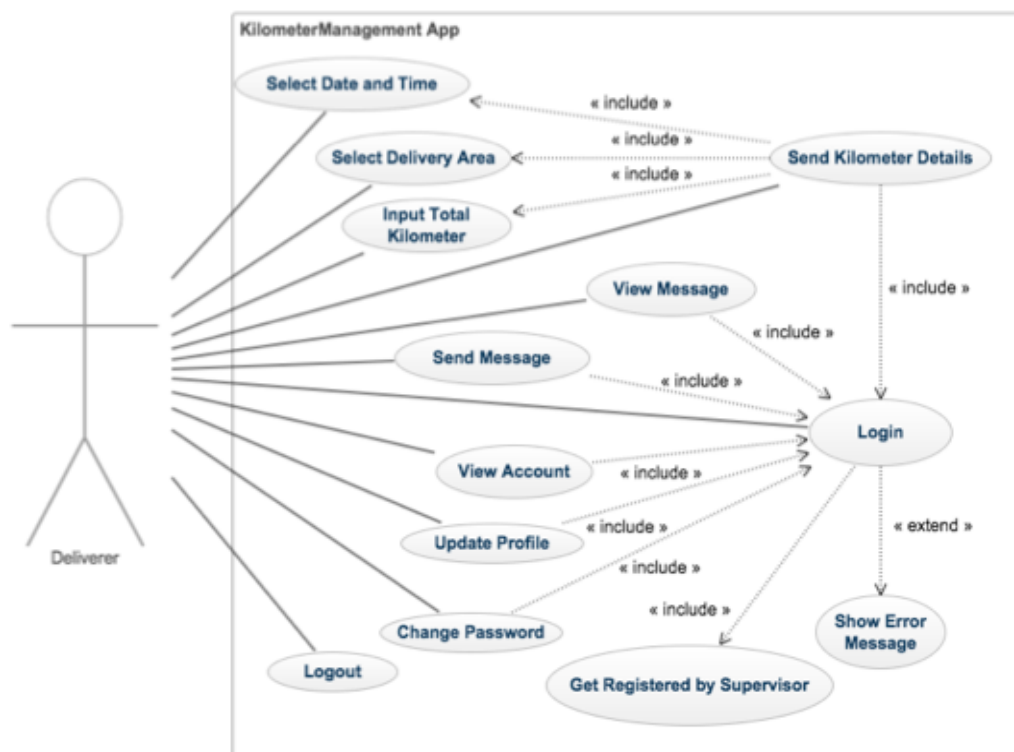 KilometerManagement App
Select Date and Time
« include »
« include »
Select Delivery Area
Send Kilometer Details
« include »
Input Total
Kilometer
View Message
« include »
« include »
Send Message
« include »
Login
View Account
« include »
« extend »
Update Profile
« include »
Deliverer
« include »
« include »
Show Error
Message
Change Password
Logout
Get Registered by Supervisor